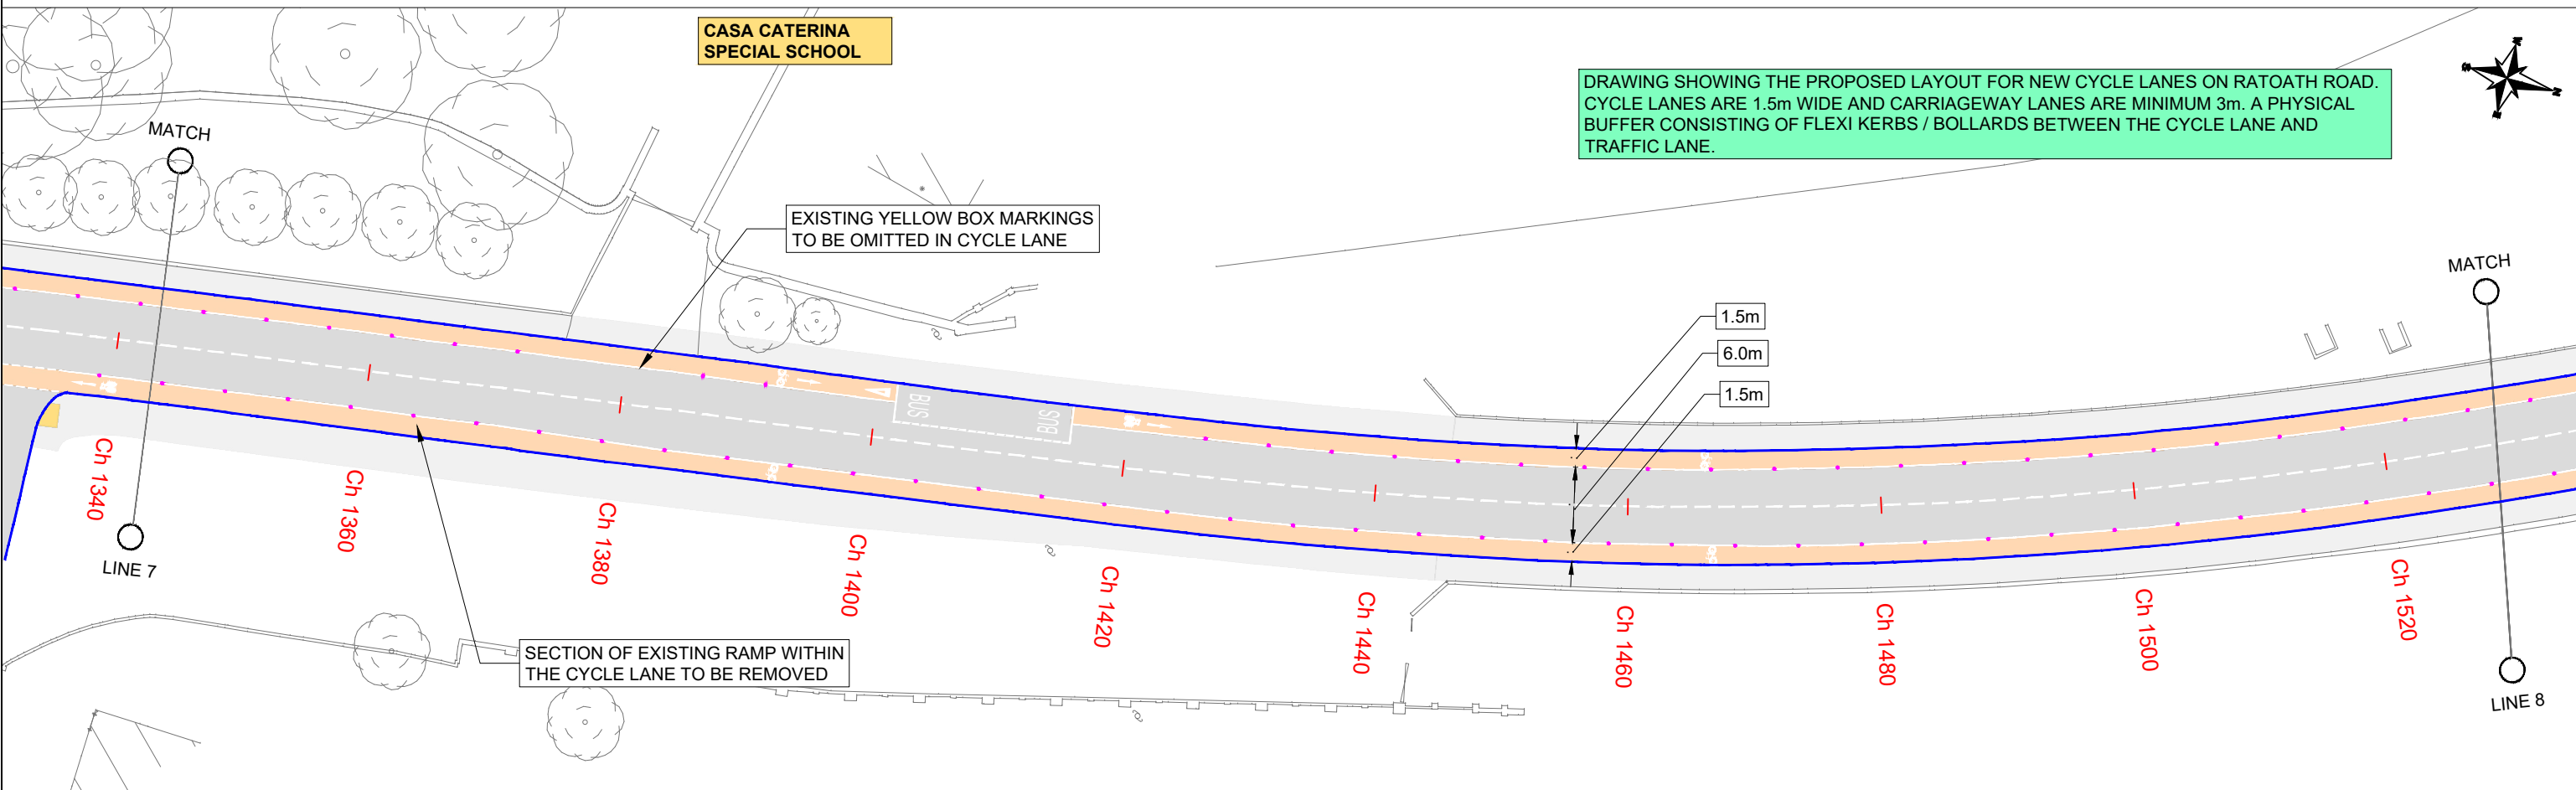 CASA CATERINA
SPECIAL SCHOOL
DRAWING SHOWING THE PROPOSED LAYOUT FOR NEW CYCLE LANES ON RATOATH ROAD.
CYCLE LANES ARE 1.5m WIDE AND CARRIAGEWAY LANES ARE MINIMUM 3m. A PHYSICAL
BUFFER CONSISTING OF FLEXI KERBS / BOLLARDS BETWEEN THE CYCLE LANE AND
TRAFFIC LANE.
MATCH
EXISTING YELLOW BOX MARKINGS
TO BE OMITTED IN CYCLE LANE
MATCH
1.5m
6.0m
1.5m
BUS
BUS
Ch 1340
Ch 1360
Ch 1380
Ch 1400
Ch 1420
Ch 1440
Ch 1460
Ch 1480
Ch 1500
Ch 1520
LINE 7
SECTION OF EXISTING RAMP WITHIN
THE CYCLE LANE TO BE REMOVED
LINE 8